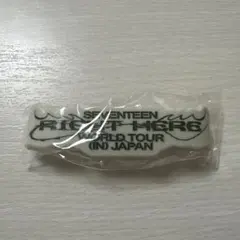 SEVENTEEN
RIGHT HERE
WORLD TOUR
(IN) JAPAN